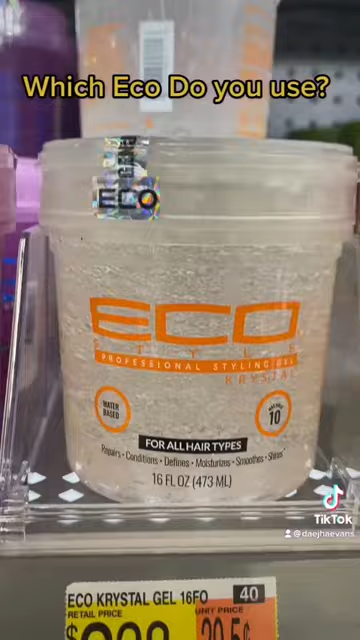 Which Eco Do you use?
GENUINE
ECO
ECO
STYLE
PROFESSIONAL STYLING GEL
KRYSTAL
WATER
BASED
10
FOR ALL HAIR TYPES
Repairs • Conditions • Defines • Moisturizes • Smoothes • Shines
16 FL OZ (473 ML)
TikTok
@daejhaevans
ECO KRYSTAL GEL 16FO
40
RETAIL PRICE
UNIT PRICE